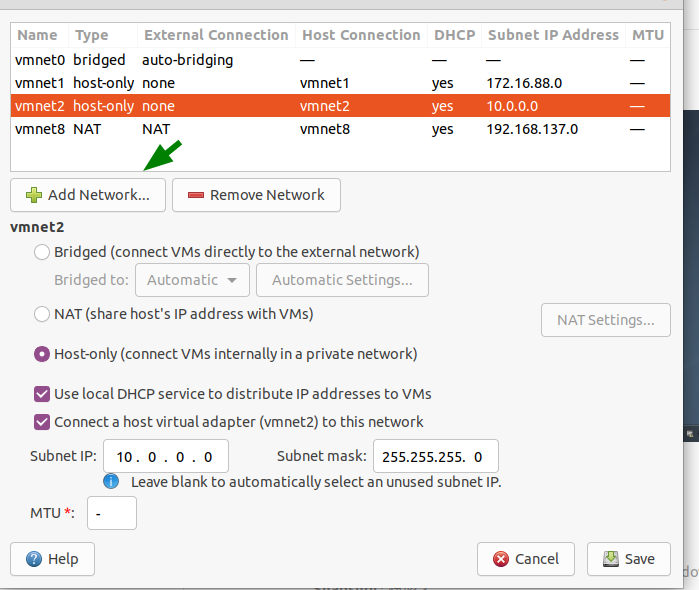 Name Type External Connection Host Connection DHCP Subnet IP Address MTU
vmnet0 bridged auto-bridging — — — —
vmnet1 host-only none vmnet1 yes 172.16.88.0 —
vmnet2 host-only none vmnet2 yes 10.0.0.0 —
vmnet8 NAT NAT vmnet8 yes 192.168.137.0 —
Add Network... Remove Network
vmnet2
Bridged (connect VMs directly to the external network)
Bridged to: Automatic Automatic Settings...
NAT (share host's IP address with VMs)
NAT Settings...
Host-only (connect VMs internally in a private network)
Use local DHCP service to distribute IP addresses to VMs
Connect a host virtual adapter (vmnet2) to this network
Subnet IP: 10 . 0 . 0 . 0 Subnet mask: 255.255.255. 0
Leave blank to automatically select an unused subnet IP.
MTU *: -
Help Cancel Save